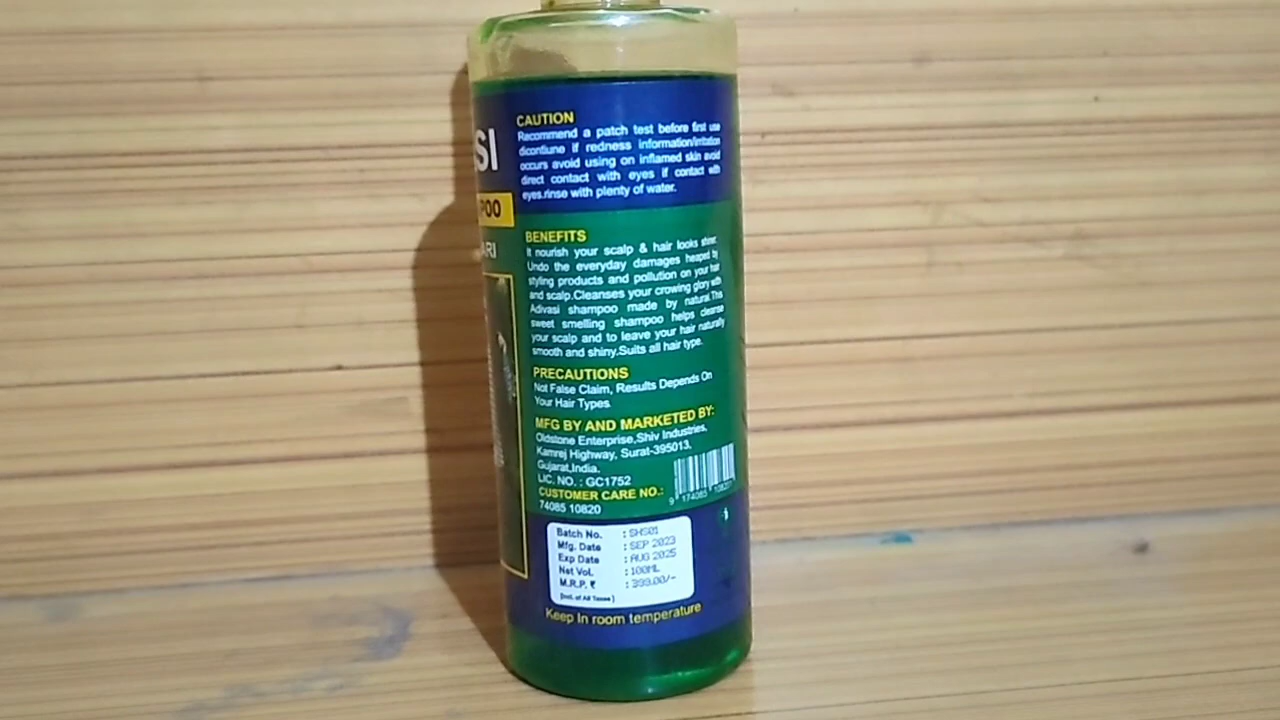 SI
POO
ARI
CAUTION
Recommend a patch test before first use
dicontiune if redness information/irritation
occurs avoid using on inflamed skin avoid
direct contact with eyes if contact with
eyes.rinse with plenty of water.
BENEFITS
It nourish your scalp & hair looks shiner.
Undo the everyday damages heaped by
styling products and pollution on your hair
and scalp.Cleanses your crowing glory with
Adivasi shampoo made by natural.This
sweet smelling shampoo helps cleanse
your scalp and to leave your hair naturally
smooth and shiny.Suits all hair type.
PRECAUTIONS
Not False Claim, Results Depends On
Your Hair Types.
MFG BY AND MARKETED BY:
Oldstone Enterprise,Shiv Industries,
Kamrej Highway, Surat-395013,
Gujarat,India.
LIC. NO. : GC1752
CUSTOMER CARE NO.:
74085 10820
9 174085 108207
Batch No. : SHS01
Mfg. Date : SEP 2023
Exp Date : AUG 2025
Net Vol. : 100ML
M.R.P. ₹ : 399.00/-
[Incl. of All Taxes]
Keep In room temperature